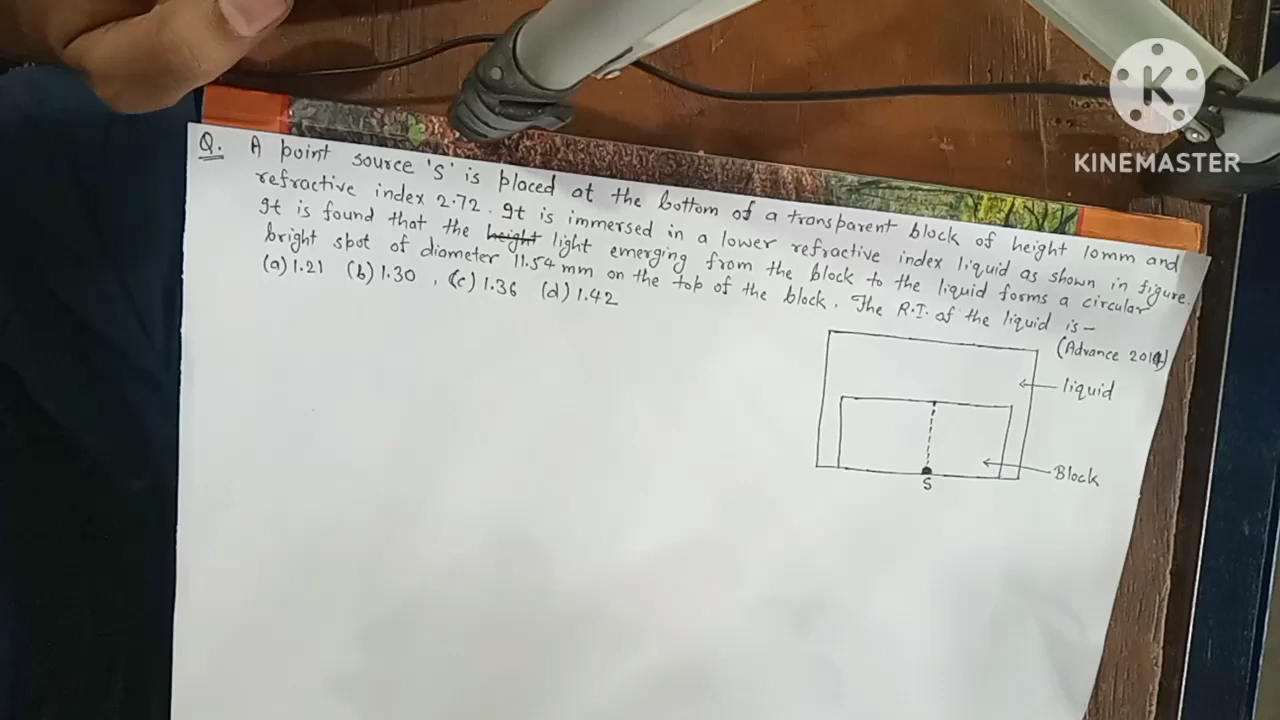 Q. A point source 's' is placed at the bottom of a transparent block of height 10mm and
refractive index 2.72. It is immersed in a lower refractive index liquid as shown in figure.
It is found that the height light emerging from the block to the liquid forms a circular
bright spot of diameter 11.54 mm on the top of the block. The R.I. of the liquid is-
(a) 1.21 (b) 1.30 , (c) 1.36 (d) 1.42
(Advance 2014)
liquid
Block
S
K
KINEMASTER